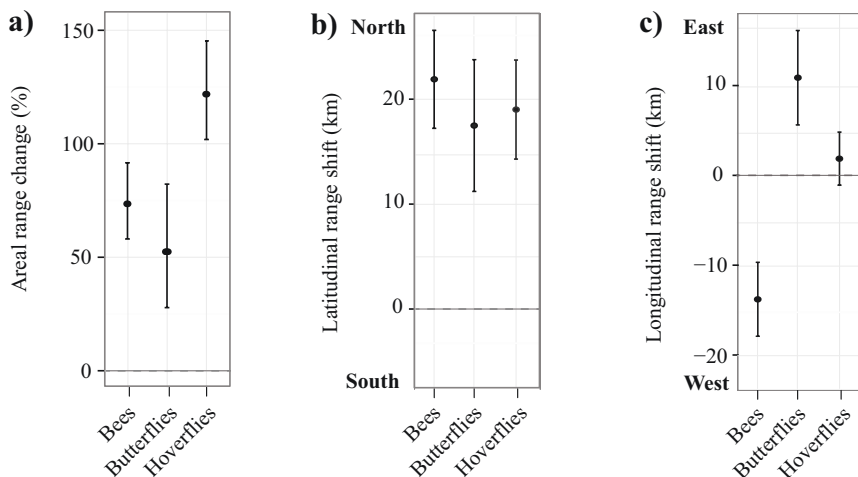 a)
Areal range change (%)
150
100
50
0
Bees
Butterflies
Hoverflies
b)
North
Latitudinal range shift (km)
20
10
0
South
Bees
Butterflies
Hoverflies
c)
East
Longitudinal range shift (km)
10
0
−10
−20
West
Bees
Butterflies
Hoverflies